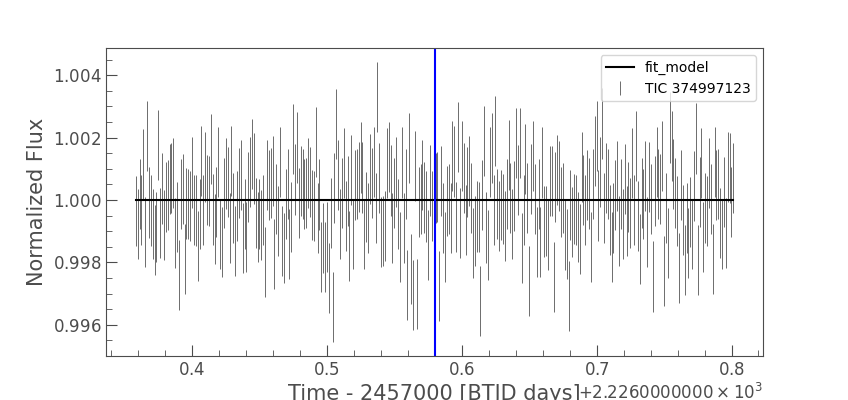 Normalized Flux
1.004
1.002
1.000
0.998
0.996
fit_model
TIC 374997123
0.4 0.5 0.6 0.7 0.8
Time - 2457000 [BTJD days]
+2.2260000000 × 10³